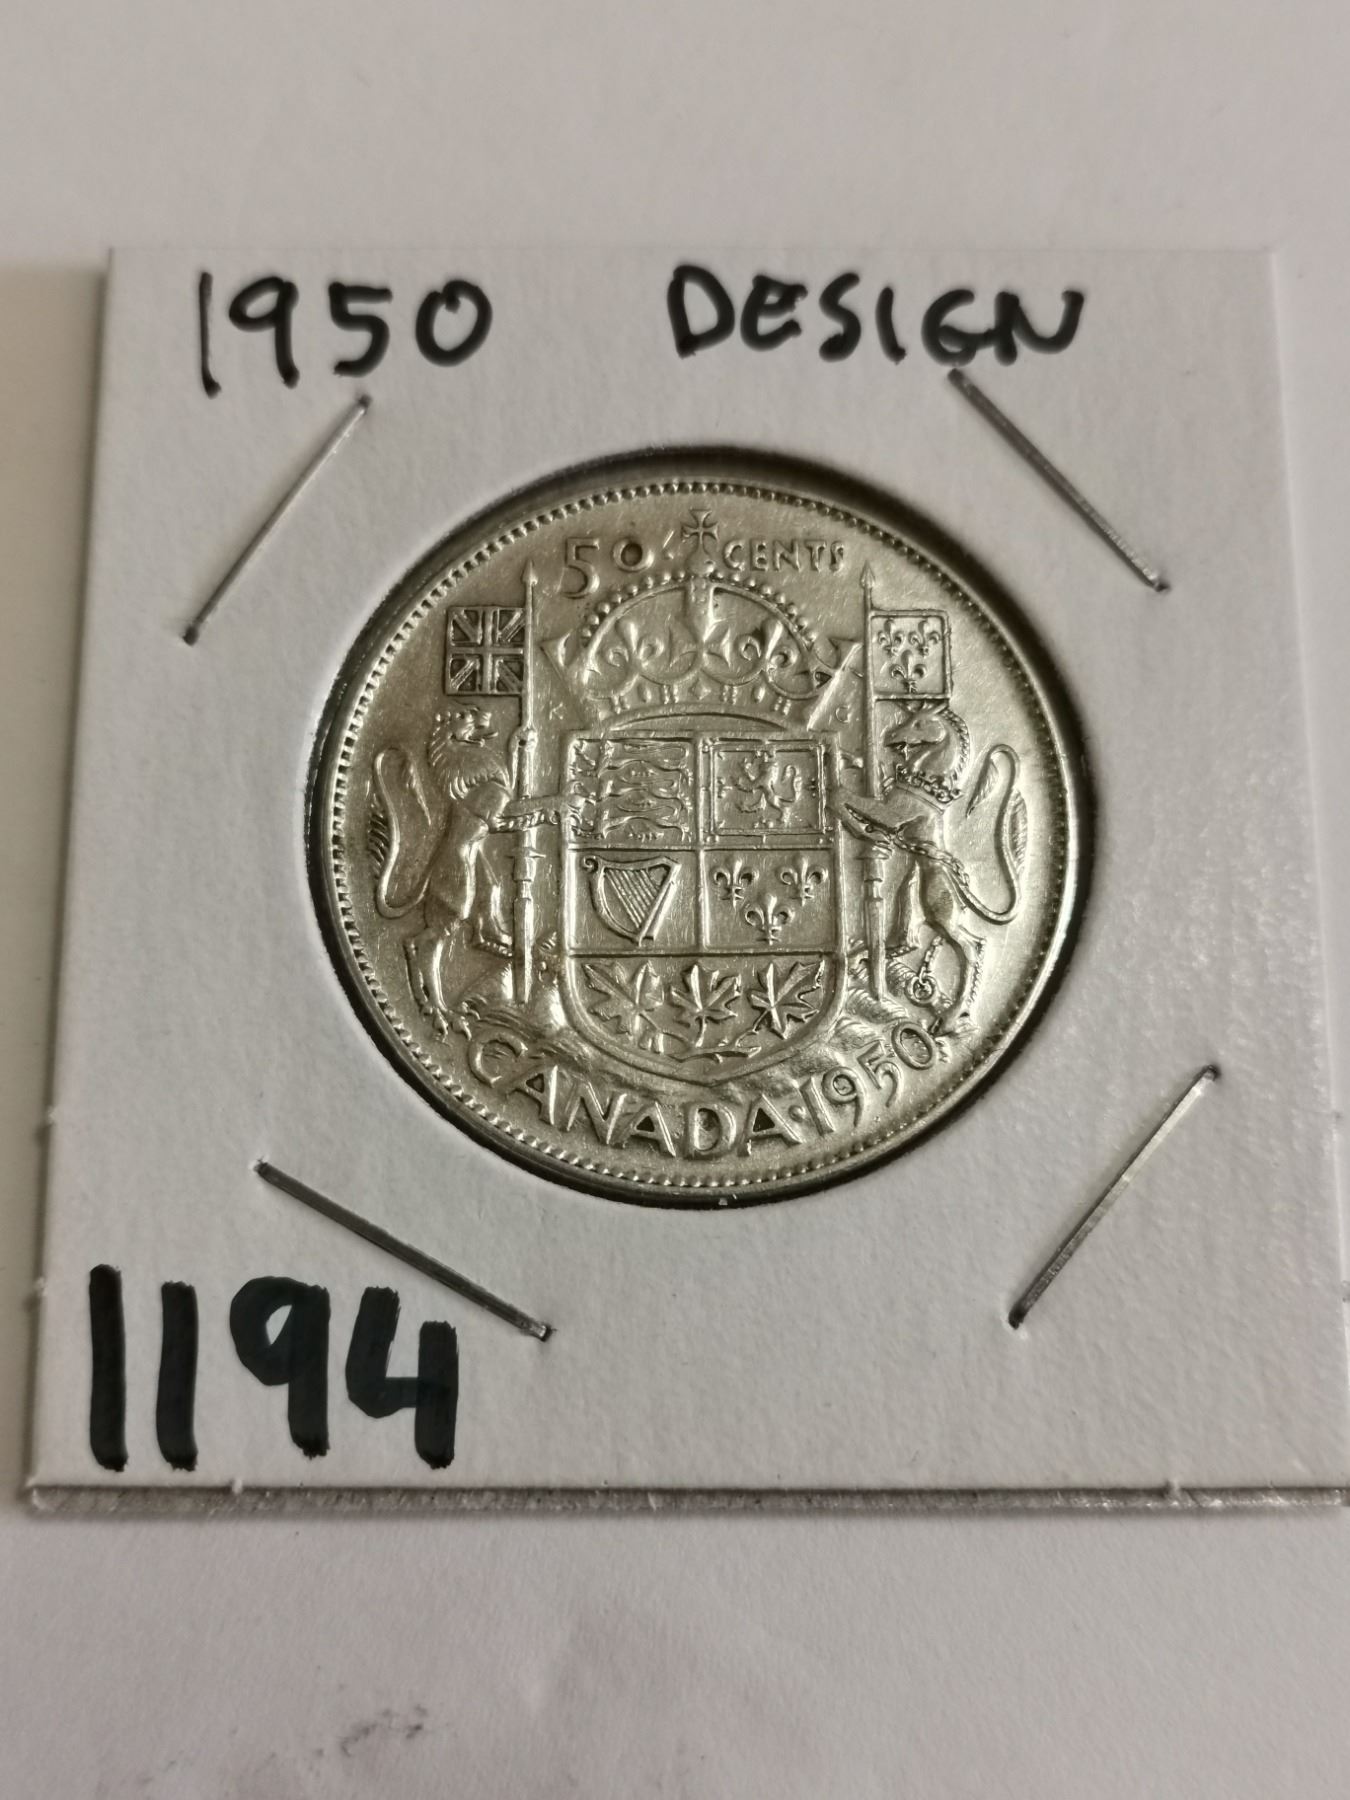 1950 DESIGN
50 CENTS
K G
CANADA·1950
1194